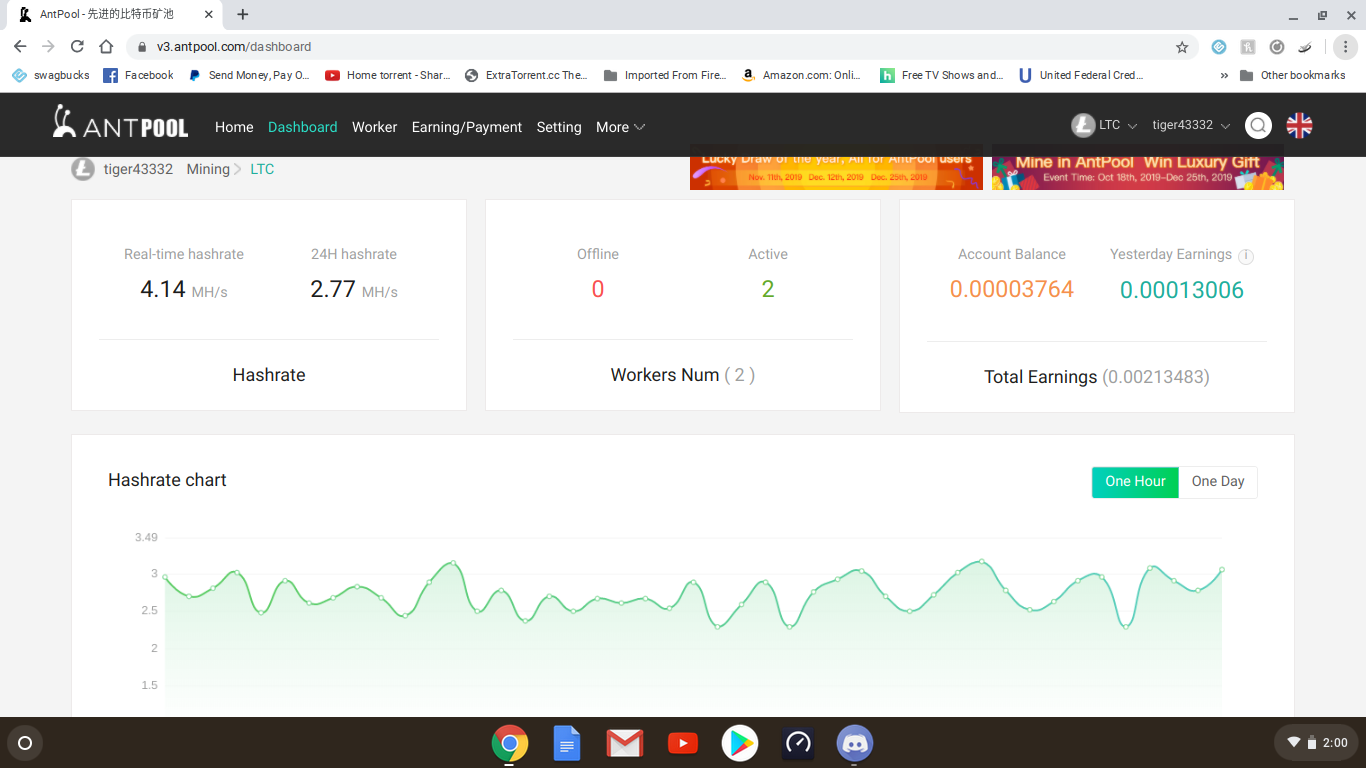 AntPool - 先进的比特币矿池
v3.antpool.com/dashboard
swagbucks Facebook Send Money, Pay O... Home torrent - Shar... ExtraTorrent.cc The... Imported From Fire... Amazon.com: Onli... Free TV Shows and... United Federal Cred... » Other bookmarks
ANTPOOL Home Dashboard Worker Earning/Payment Setting More LTC tiger43332
tiger43332 Mining LTC
Lucky Draw of the year, All for AntPool users
Nov. 11th, 2019 Dec. 12th, 2019 Dec. 25th, 2019
Mine in AntPool Win Luxury Gift
Event Time: Oct 18th, 2019-Dec 25th, 2019
Real-time hashrate 24H hashrate
4.14 MH/s 2.77 MH/s
Hashrate
Offline Active
0 2
Workers Num ( 2 )
Account Balance Yesterday Earnings
0.00003764 0.00013006
Total Earnings (0.00213483)
Hashrate chart One Hour One Day
3.49
3
2.5
2
1.5
2:00